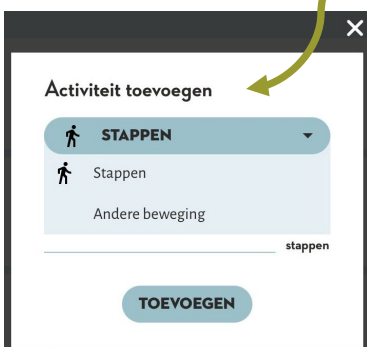 Activiteit toevoegen
STAPPEN
Stappen
Andere beweging
stappen
TOEVOEGEN